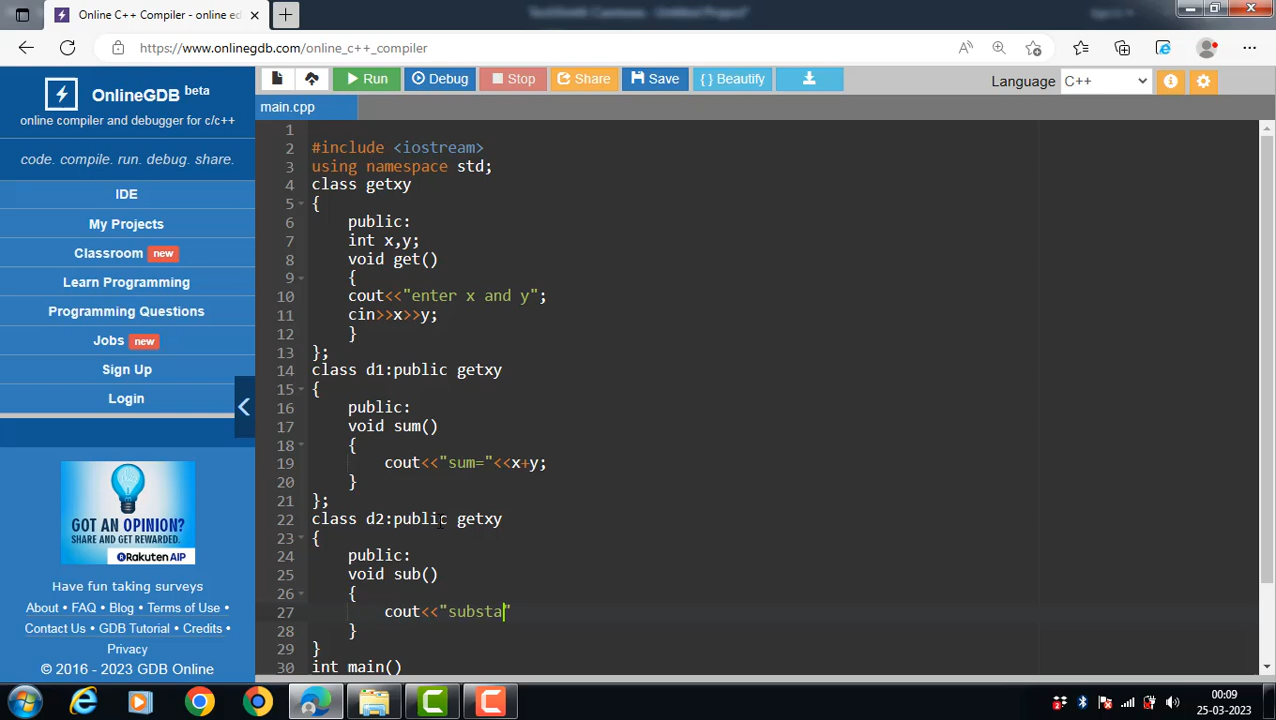 Online C++ Compiler - online ed
https://www.onlinegdb.com/online_c++_compiler
OnlineGDB beta
online compiler and debugger for c/c++
code. compile. run. debug. share.
IDE
My Projects
Classroom new
Learn Programming
Programming Questions
Jobs new
Sign Up
Login
GOT AN OPINION?
SHARE AND GET REWARDED.
Rakuten AIP
Have fun taking surveys
About • FAQ • Blog • Terms of Use •
Contact Us • GDB Tutorial • Credits •
Privacy
© 2016 - 2023 GDB Online
Run Debug Stop Share Save { } Beautify
Language C++
main.cpp
1
2 #include <iostream>
3 using namespace std;
4 class getxy
5 {
6 public:
7 int x,y;
8 void get()
9 {
10 cout<<"enter x and y";
11 cin>>x>>y;
12 }
13 };
14 class d1:public getxy
15 {
16 public:
17 void sum()
18 {
19 cout<<"sum="<<x+y;
20 }
21 };
22 class d2:public getxy
23 {
24 public:
25 void sub()
26 {
27 cout<<"substa"
28 }
29 }
30 int main()
00:09
25-03-2023